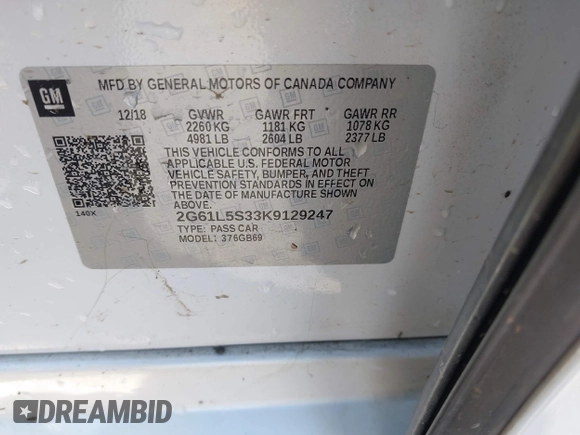 GM
MFD BY GENERAL MOTORS OF CANADA COMPANY
12/18 GVWR GAWR FRT GAWR RR
2260 KG 1181 KG 1078 KG
4981 LB 2604 LB 2377 LB
THIS VEHICLE CONFORMS TO ALL
APPLICABLE U.S. FEDERAL MOTOR
VEHICLE SAFETY, BUMPER, AND THEFT
PREVENTION STANDARDS IN EFFECT ON
THE DATE OF MANUFACTURE SHOWN
ABOVE.
140X
2G61L5S33K9129247
TYPE: PASS CAR
MODEL: 376GB69
DREAMBID